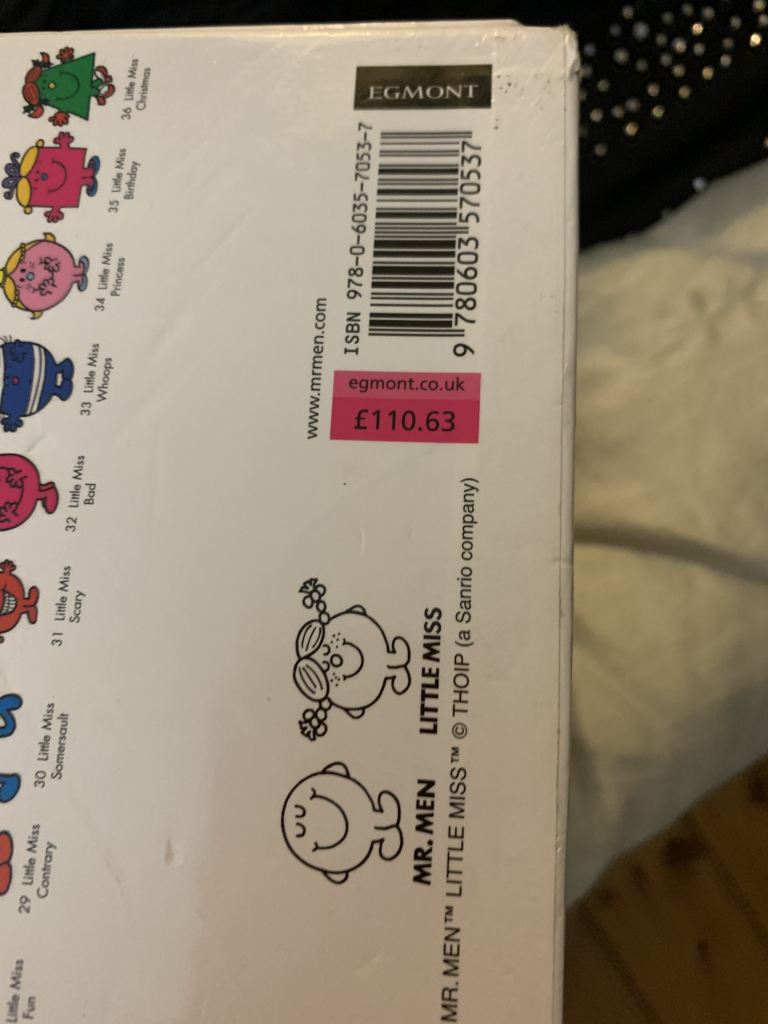 36 Little Miss
Christmas
35 Little Miss
Birthday
34 Little Miss
Princess
33 Little Miss
Whoops
32 Little Miss
Bad
31 Little Miss
Scary
30 Little Miss
Somersault
29 Little Miss
Contrary
Little Miss
Fun
EGMONT
ISBN 978-0-6035-7053-7
9 780603 570537
www.mrmen.com
egmont.co.uk
£110.63
MR. MEN LITTLE MISS
MR. MEN™ LITTLE MISS™ © THOIP (a Sanrio company)